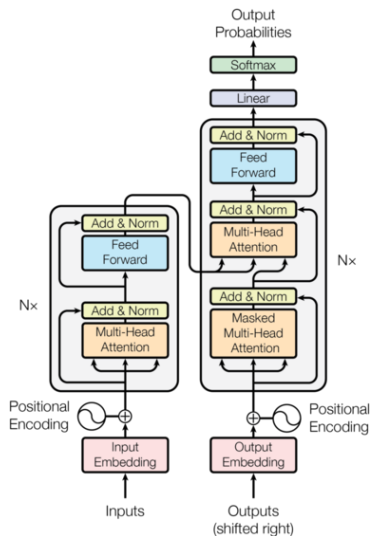 Output
Probabilities
Softmax
Linear
Add & Norm
Feed
Forward
Add & Norm
Multi-Head
Attention
Add & Norm
Masked
Multi-Head
Attention
Nx
Add & Norm
Feed
Forward
Add & Norm
Multi-Head
Attention
N×
Positional
Encoding
Positional
Encoding
Input
Embedding
Output
Embedding
Inputs
Outputs
(shifted right)